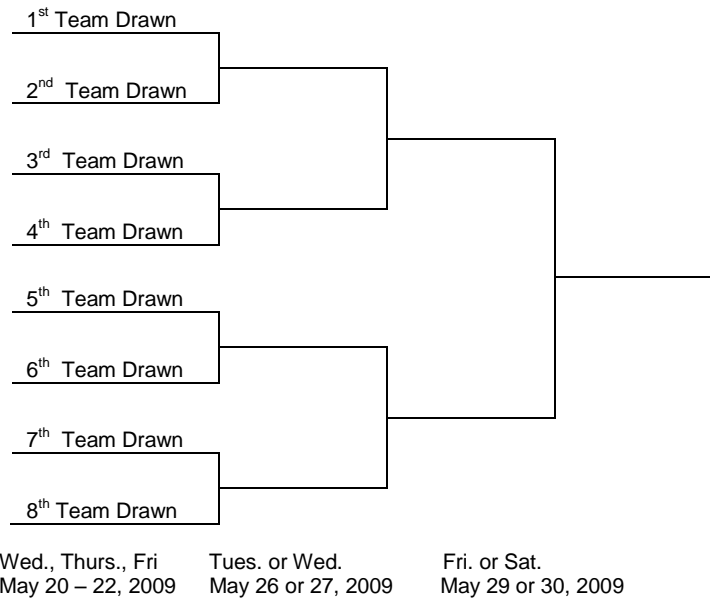 1st Team Drawn
2nd Team Drawn
3rd Team Drawn
4th Team Drawn
5th Team Drawn
6th Team Drawn
7th Team Drawn
8th Team Drawn
Wed., Thurs., Fri Tues. or Wed. Fri. or Sat.
May 20 – 22, 2009 May 26 or 27, 2009 May 29 or 30, 2009